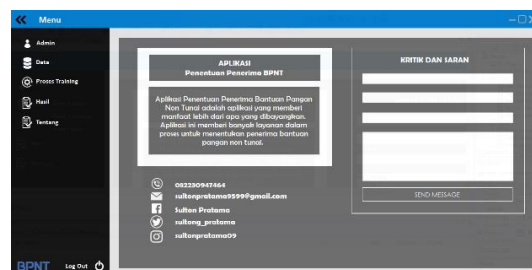 Menu
Admin
Data
Proses Training
Hasil
Tentang
BPNT
Log Out
APLIKASI
Penentuan Penerima BPNT
Aplikasi Penentuan Penerima Bantuan Pangan
Non Tunai adalah aplikasi yang memberi
manfaat lebih dari apa yang dibayangkan.
Aplikasi ini memberi banyak layanan dalam
proses untuk menentukan penerima bantuan
pangan non tunai.
082230947464
sultonpratama9599@gmail.com
Sulton Pratama
sultong_pratama
sultonpratama09
KRITIK DAN SARAN
SEND MESSAGE